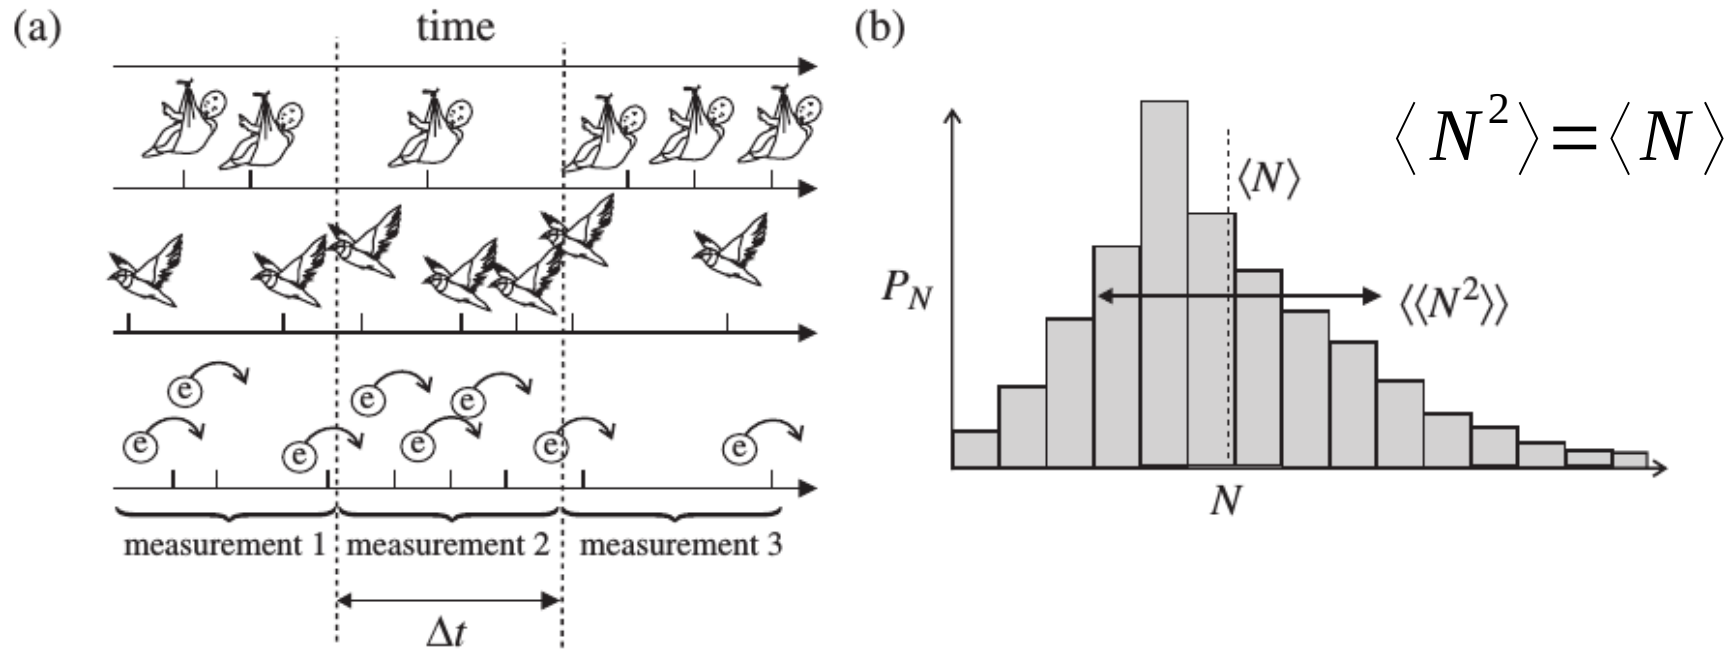 (a)
time
e
e
e
e
e
e
e
e
measurement 1
measurement 2
measurement 3
Δt
(b)
⟨N²⟩=⟨N⟩
⟨N⟩
P_N
⟨⟨N²⟩⟩
N